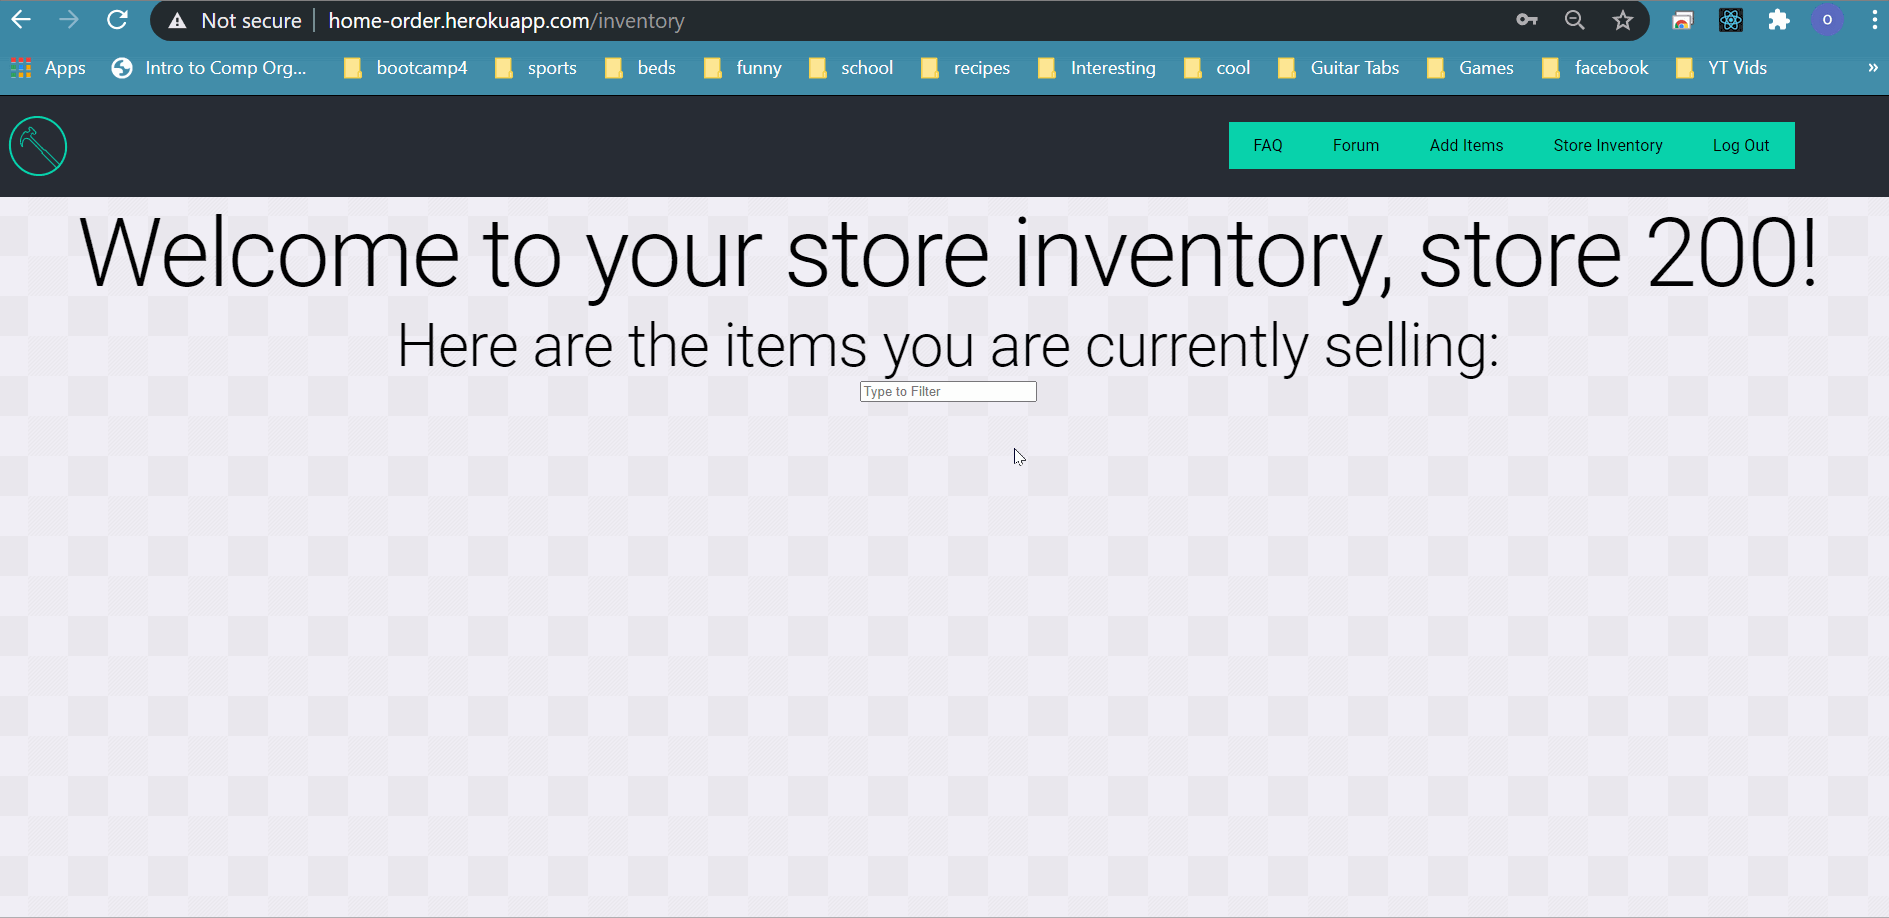 Not secure | home-order.herokuapp.com/inventory
O
Apps Intro to Comp Org... bootcamp4 sports beds funny school recipes Interesting cool Guitar Tabs Games facebook YT Vids »
FAQ Forum Add Items Store Inventory Log Out
Welcome to your store inventory, store 200!
Here are the items you are currently selling:
Type to Filter